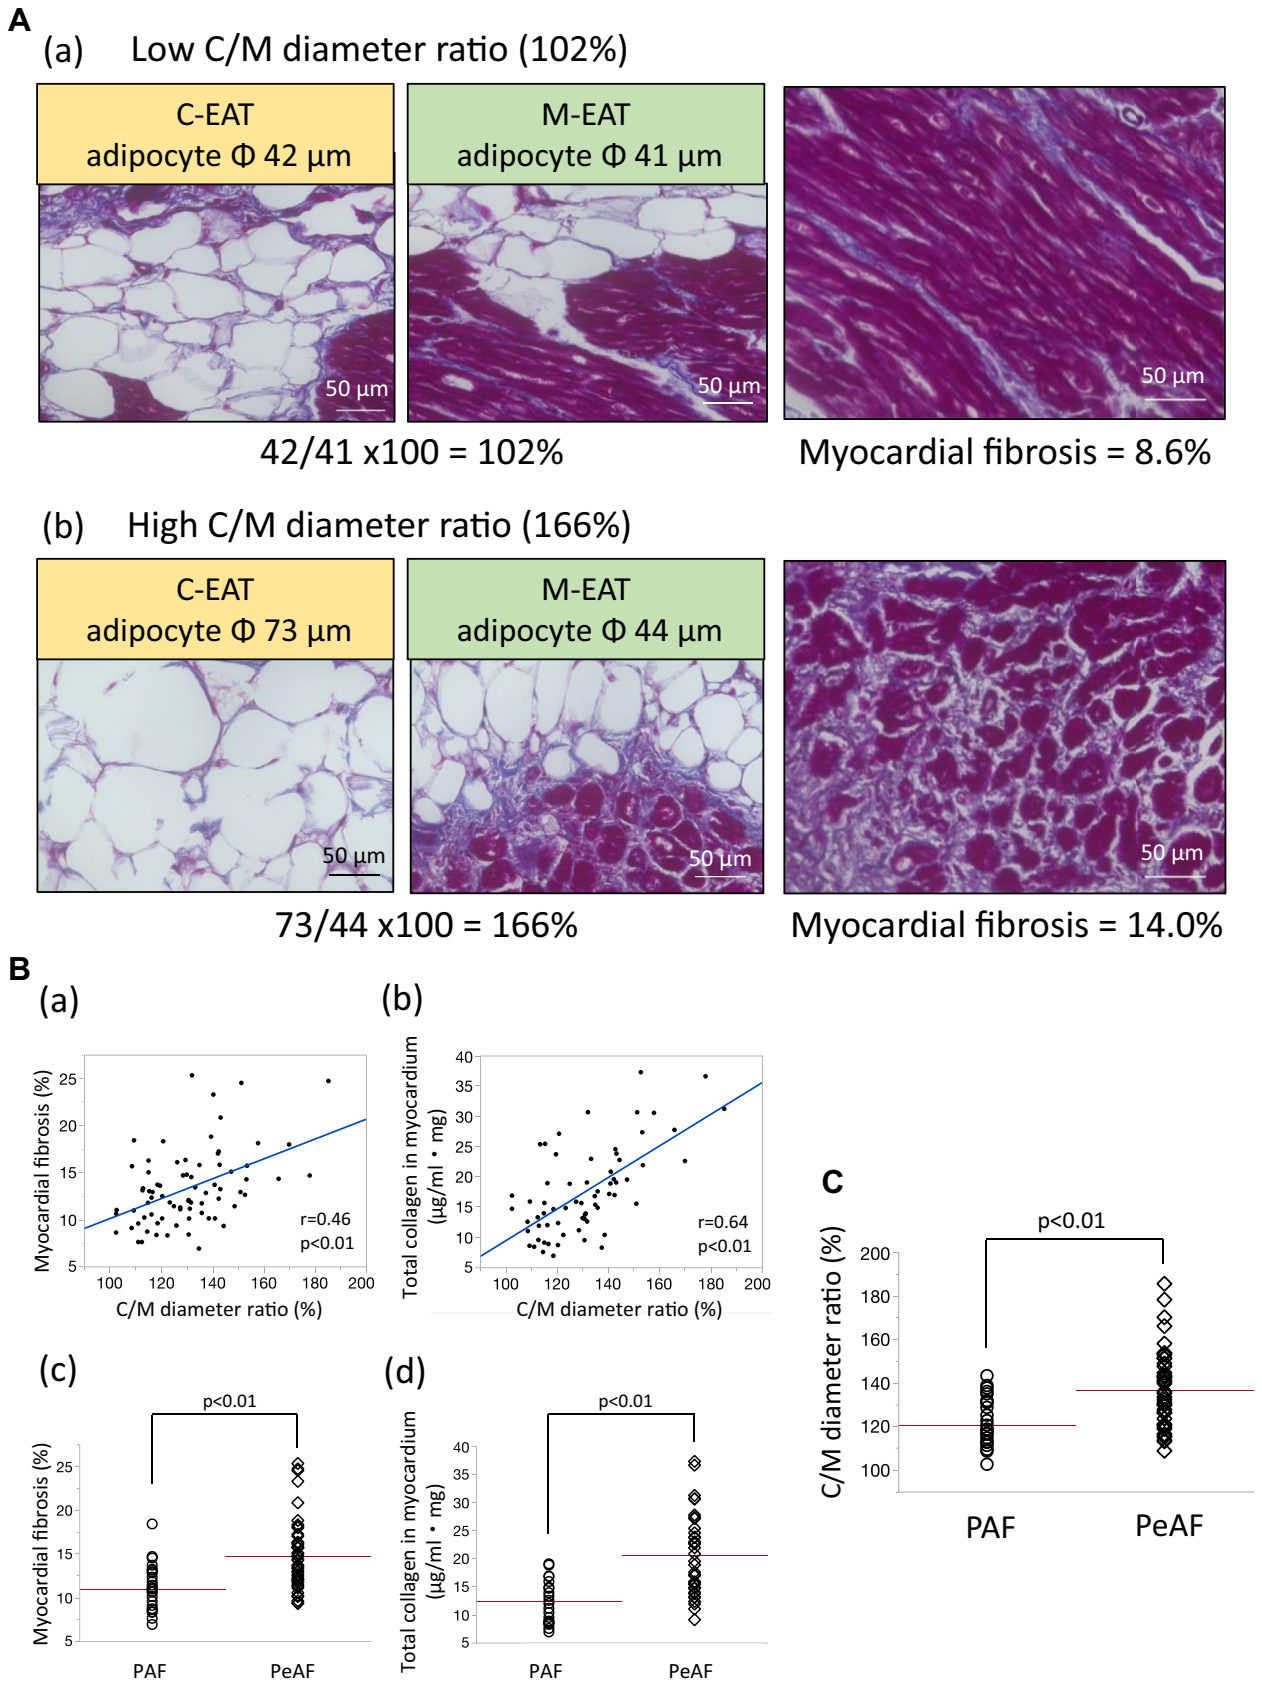 A
(a) Low C/M diameter ratio (102%)
C-EAT
adipocyte Φ 42 μm
M-EAT
adipocyte Φ 41 μm
50 μm
50 μm
50 μm
42/41 x100 = 102%
Myocardial fibrosis = 8.6%
(b) High C/M diameter ratio (166%)
C-EAT
adipocyte Φ 73 μm
M-EAT
adipocyte Φ 44 μm
50 μm
50 μm
50 μm
73/44 x100 = 166%
Myocardial fibrosis = 14.0%
B
(a)
Myocardial fibrosis (%)
25
20
15
10
5
r=0.46
p<0.01
100 120 140 160 180 200
C/M diameter ratio (%)
(b)
Total collagen in myocardium
(μg/ml • mg)
40
35
30
25
20
15
10
5
r=0.64
p<0.01
100 120 140 160 180 200
C/M diameter ratio (%)
(c)
p<0.01
Myocardial fibrosis (%)
25
20
15
10
5
PAF PeAF
(d)
p<0.01
Total collagen in myocardium
(μg/ml • mg)
40
35
30
25
20
15
10
5
PAF PeAF
C
p<0.01
C/M diameter ratio (%)
200
180
160
140
120
100
PAF PeAF